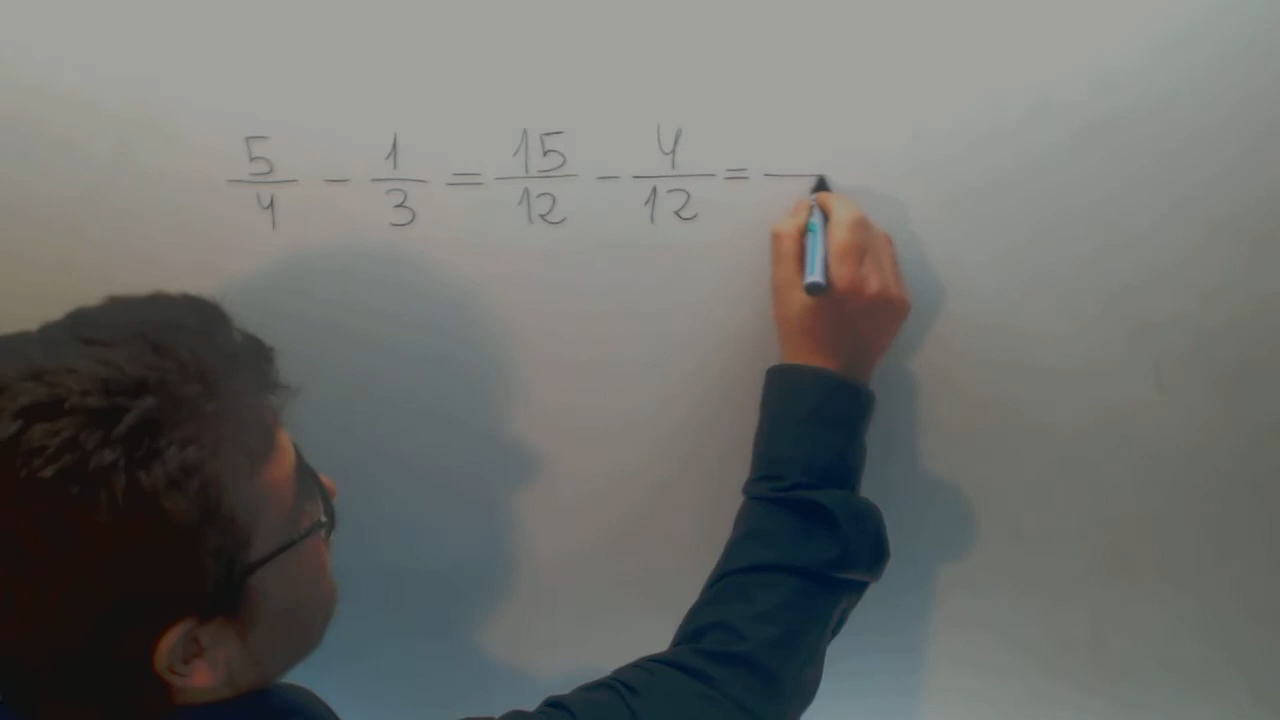 5/4 - 1/3 = 15/12 - 4/12 =